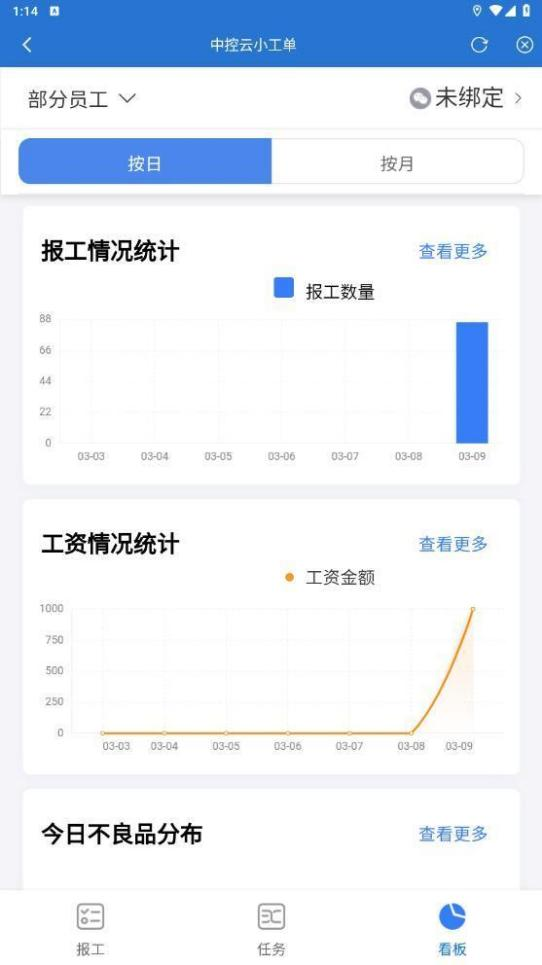 1:14
中控云小工单
部分员工
未绑定
按日
按月
报工情况统计
查看更多
报工数量
88
66
44
22
0
03-03 03-04 03-05 03-06 03-07 03-08 03-09
工资情况统计
查看更多
工资金额
1000
750
500
250
0
03-03 03-04 03-05 03-06 03-07 03-08 03-09
今日不良品分布
查看更多
报工
任务
看板